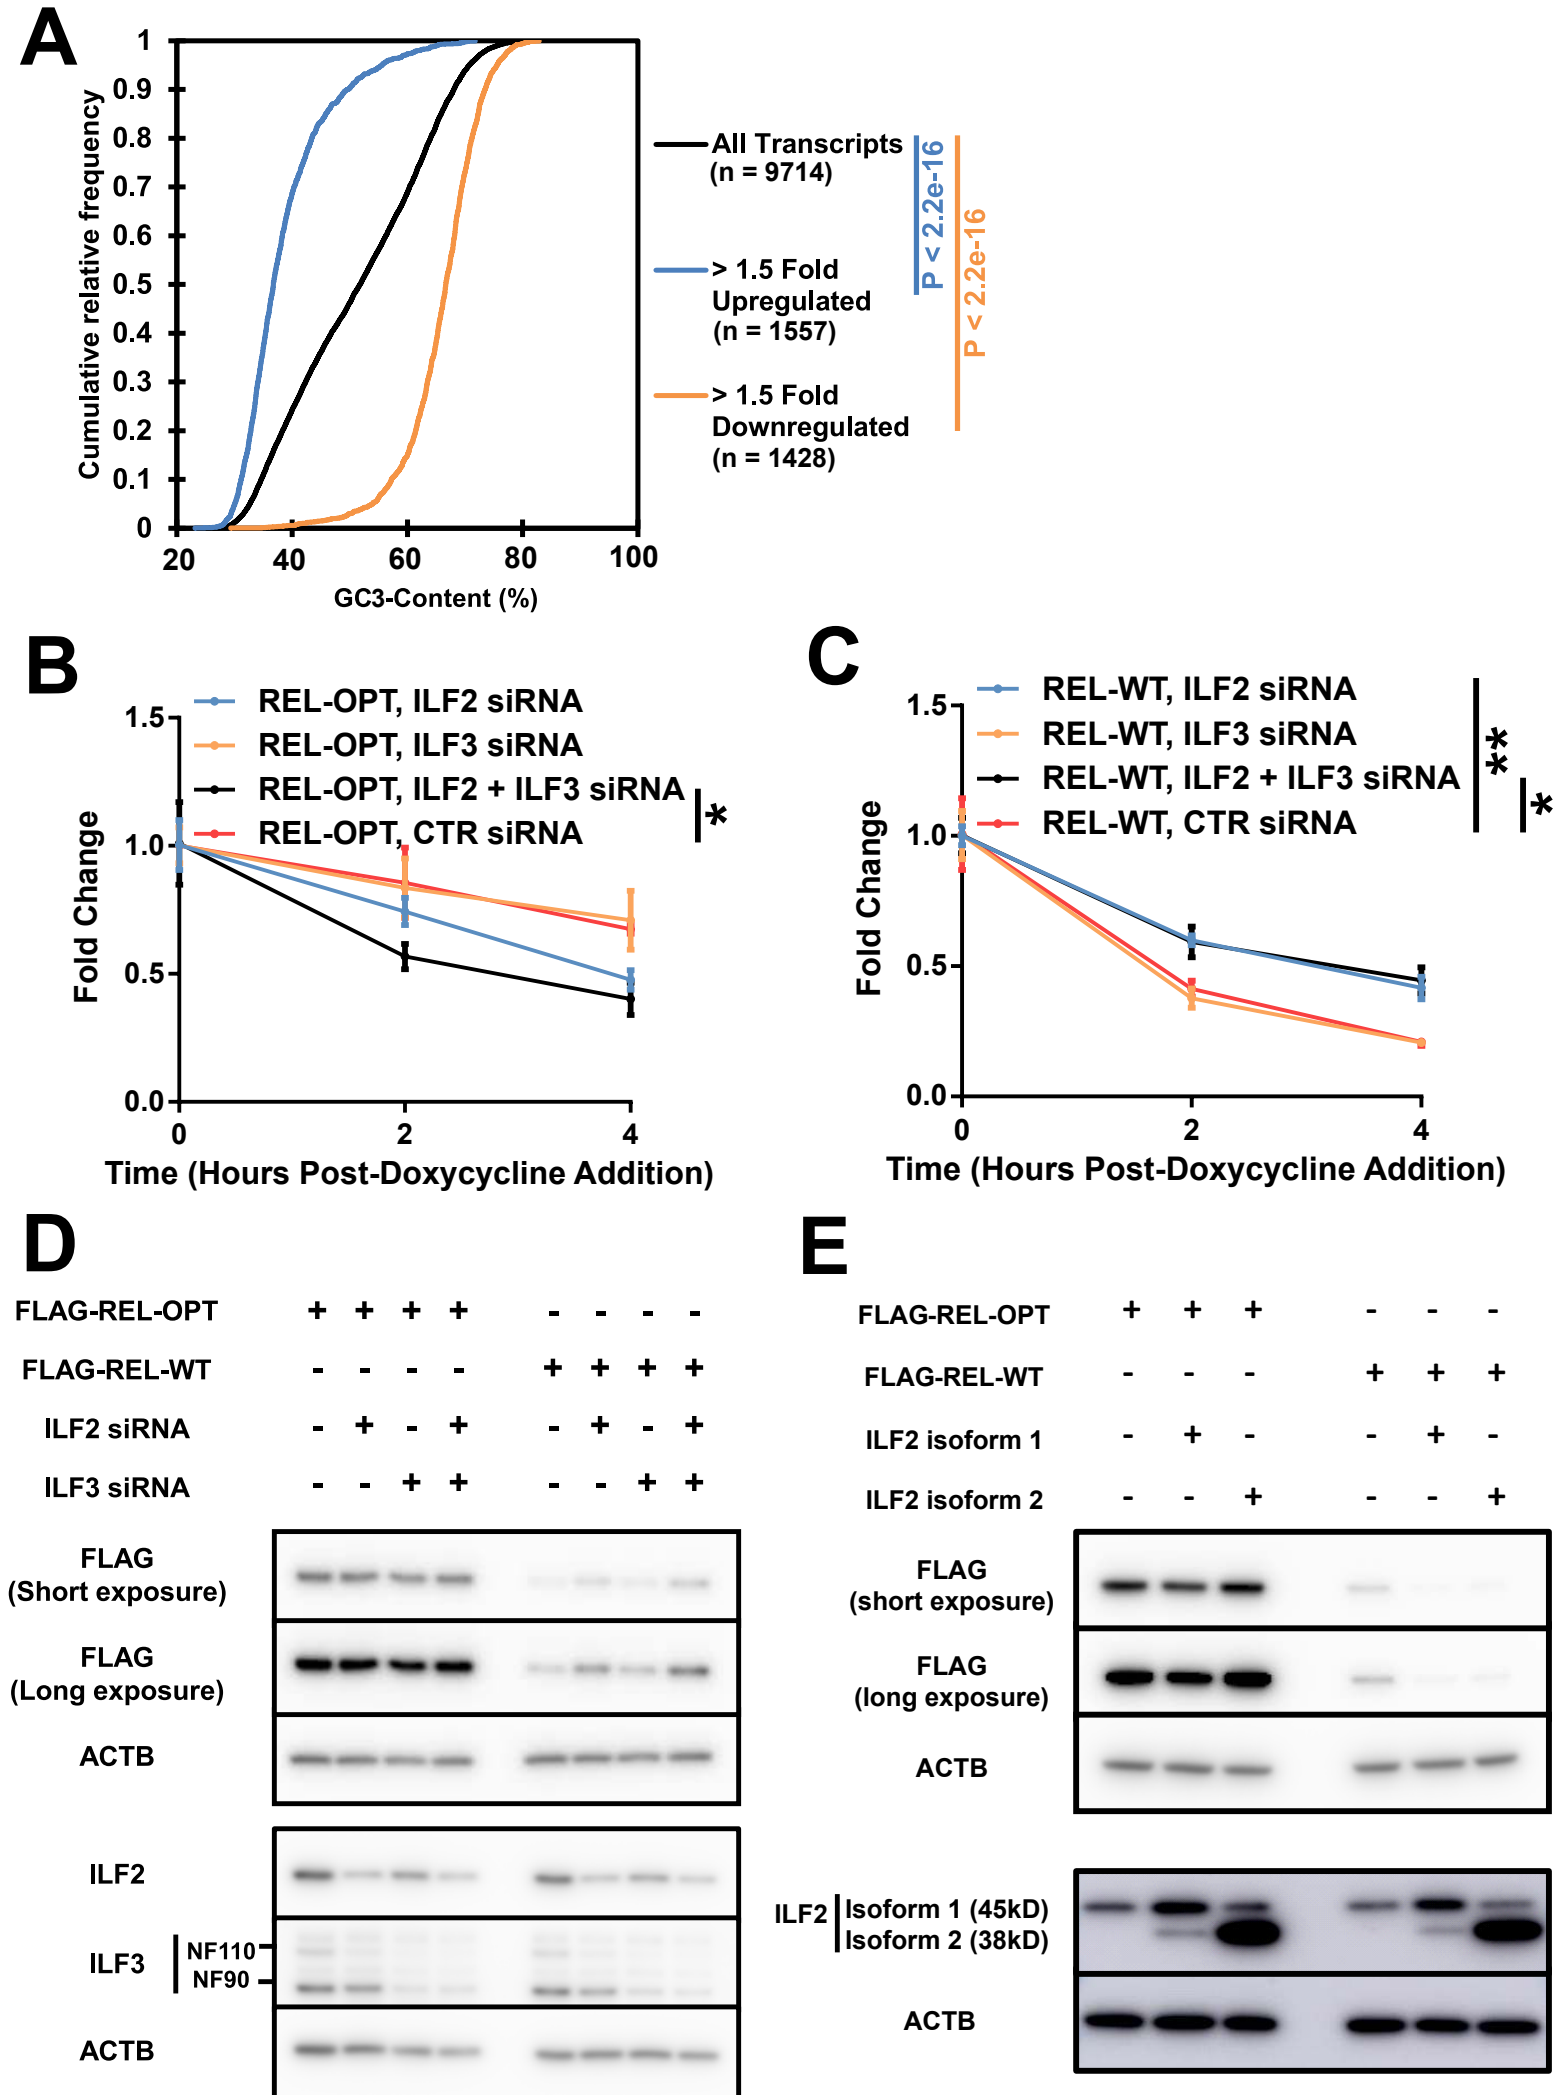 A
1
0.9
0.8
0.7
0.6
0.5
0.4
0.3
0.2
0.1
0
Cumulative relative frequency
20 40 60 80 100
GC3-Content (%)
All Transcripts
(n = 9714)
> 1.5 Fold
Upregulated
(n = 1557)
> 1.5 Fold
Downregulated
(n = 1428)
P < 2.2e-16
P < 2.2e-16
B
REL-OPT, ILF2 siRNA
REL-OPT, ILF3 siRNA
REL-OPT, ILF2 + ILF3 siRNA
REL-OPT, CTR siRNA
*
1.5
1.0
0.5
0.0
Fold Change
0 2 4
Time (Hours Post-Doxycycline Addition)
C
REL-WT, ILF2 siRNA
REL-WT, ILF3 siRNA
REL-WT, ILF2 + ILF3 siRNA
REL-WT, CTR siRNA
**
*
1.5
1.0
0.5
0.0
Fold Change
0 2 4
Time (Hours Post-Doxycycline Addition)
D
FLAG-REL-OPT + + + + - - - -
FLAG-REL-WT - - - - + + + +
ILF2 siRNA - + - + - + - +
ILF3 siRNA - - + + - - + +
FLAG
(Short exposure)
FLAG
(Long exposure)
ACTB
ILF2
ILF3
NF110
NF90
ACTB
E
FLAG-REL-OPT + + + - - -
FLAG-REL-WT - - - + + +
ILF2 isoform 1 - + - - + -
ILF2 isoform 2 - - + - - +
FLAG
(short exposure)
FLAG
(long exposure)
ACTB
ILF2
Isoform 1 (45kD)
Isoform 2 (38kD)
ACTB